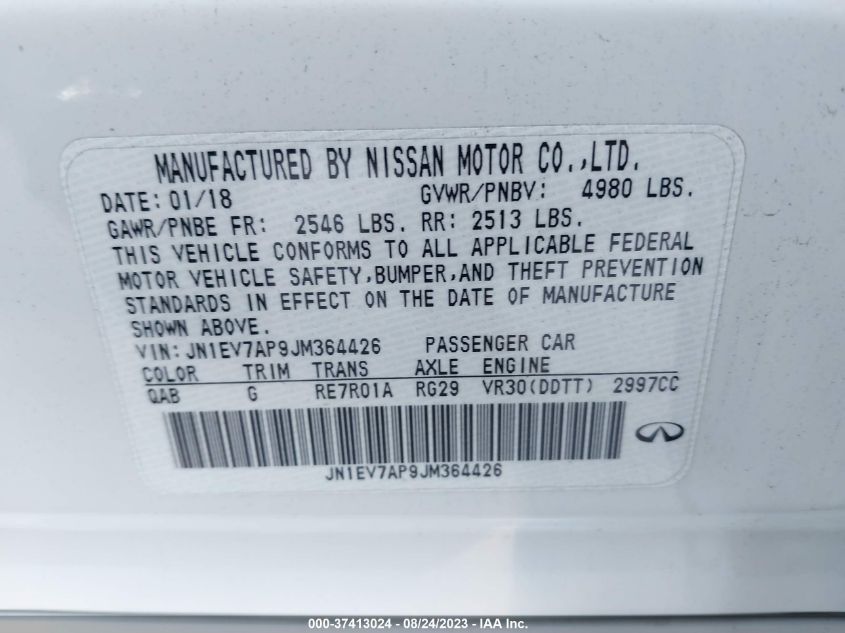 MANUFACTURED BY NISSAN MOTOR CO.,LTD.
DATE: 01/18 GVWR/PNBV: 4980 LBS.
GAWR/PNBE FR: 2546 LBS. RR: 2513 LBS.
THIS VEHICLE CONFORMS TO ALL APPLICABLE FEDERAL
MOTOR VEHICLE SAFETY,BUMPER,AND THEFT PREVENTION
STANDARDS IN EFFECT ON THE DATE OF MANUFACTURE
SHOWN ABOVE.
VIN: JN1EV7AP9JM364426 PASSENGER CAR
COLOR TRIM TRANS AXLE ENGINE
QAB G RE7R01A RG29 VR30(DDTT) 2997CC
JN1EV7AP9JM364426
000-37413024 - 08/24/2023 - IAA Inc.